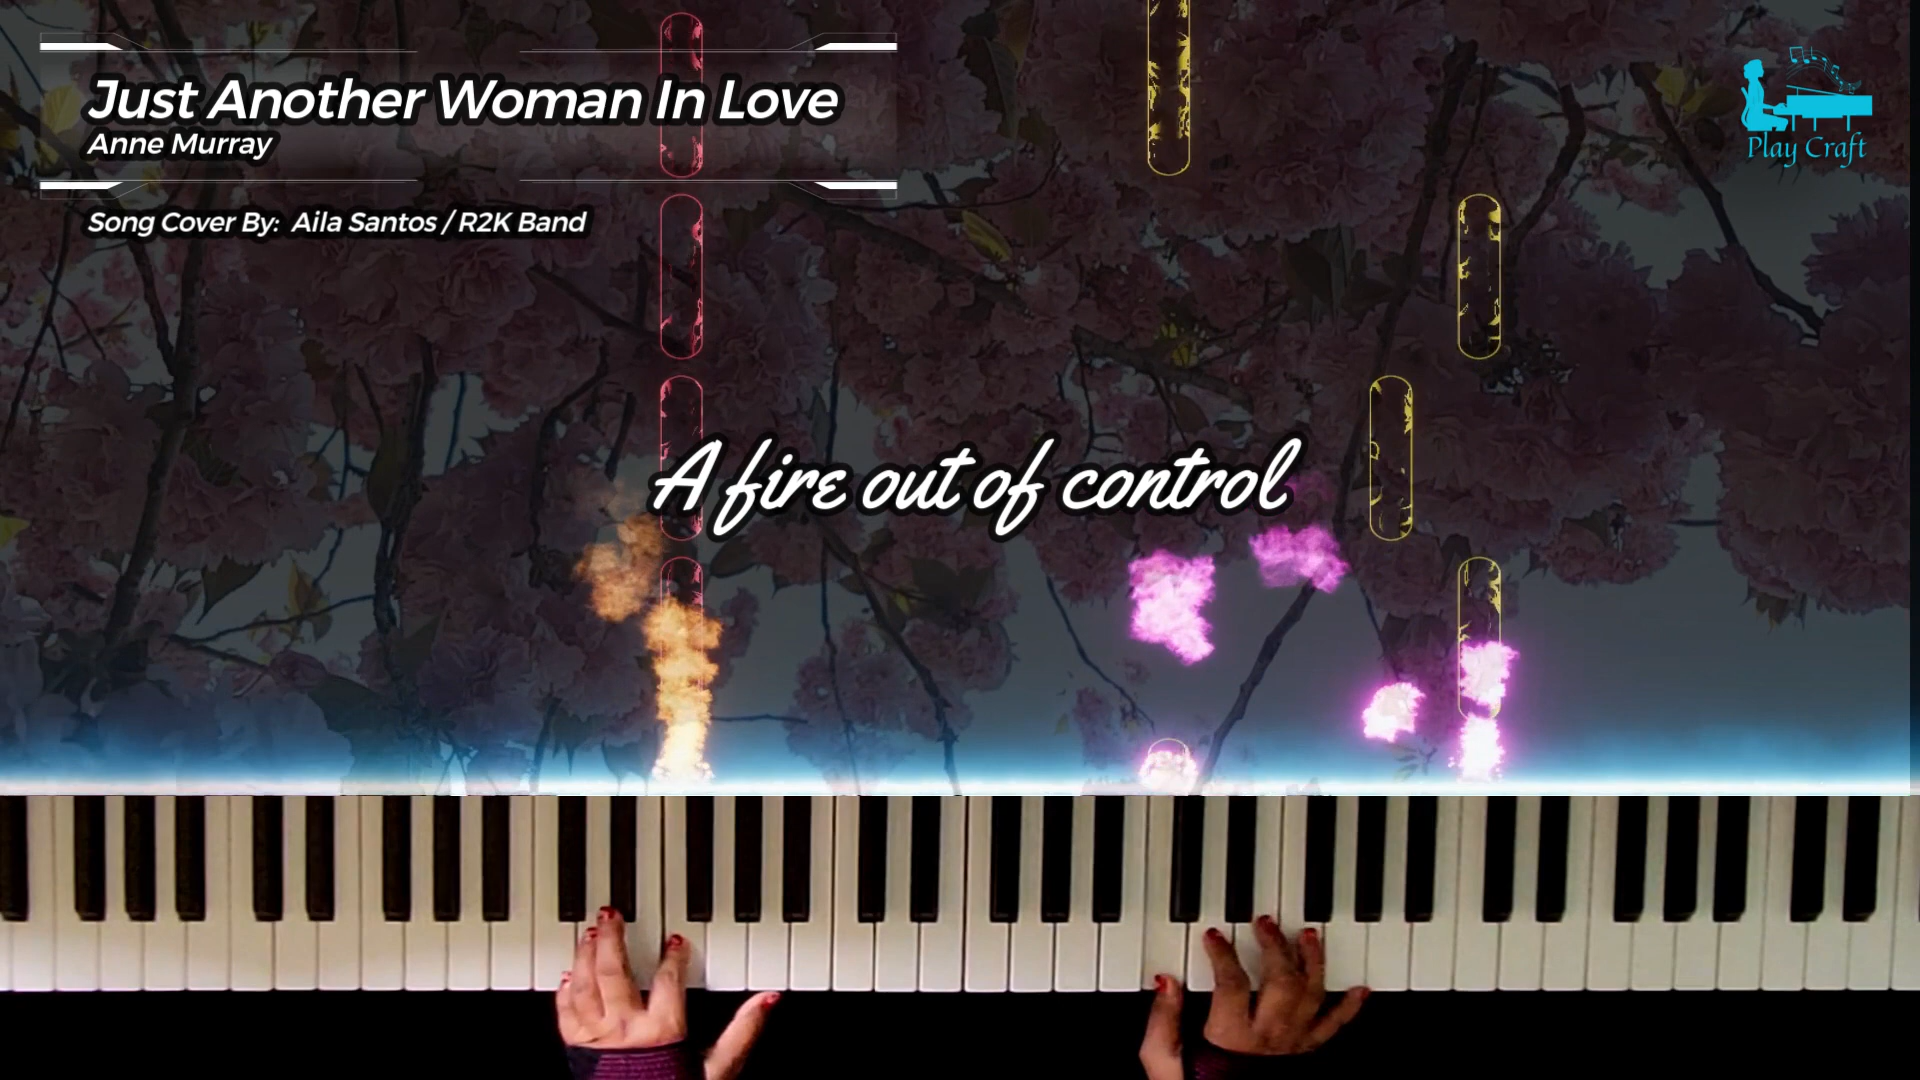 Just Another Woman In Love
Anne Murray
Song Cover By: Aila Santos / R2K Band
Play Craft
A fire out of control